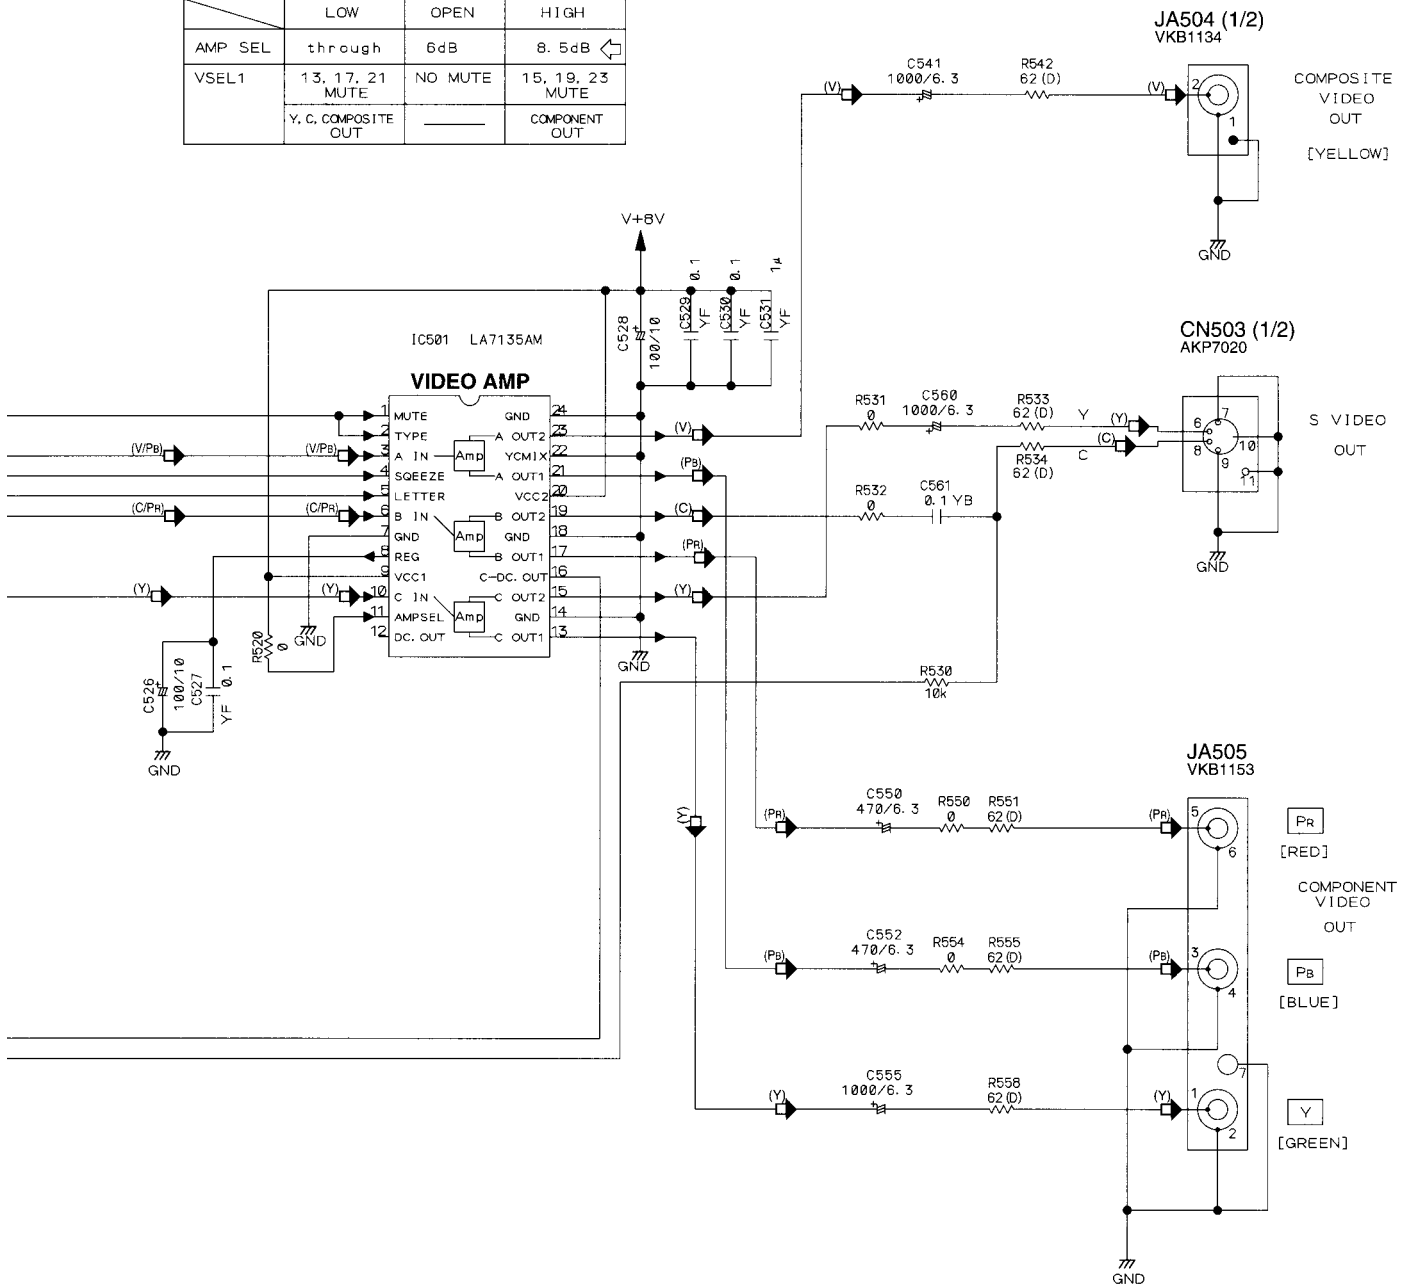 LOW OPEN HIGH
AMP SEL through 6dB 8.5dB
VSEL1 13, 17, 21 MUTE NO MUTE 15, 19, 23 MUTE
Y, C, COMPOSITE OUT COMPONENT OUT
JA504 (1/2)
VKB1134
(V)
C541
1000/6.3
R542
62(D)
(V)
2
1
COMPOSITE
VIDEO
OUT
[YELLOW]
GND
V+8V
C528
100/10
C529
YF
0.1
C530
YF
0.1
C531
YF
1μ
IC501 LA7135AM
VIDEO AMP
1 MUTE GND 24
2 TYPE A OUT2 23
3 A IN Amp YCMIX 22
4 SQEEZE A OUT1 21
5 LETTER VCC2 20
6 B IN B OUT2 19
7 GND Amp GND 18
8 REG B OUT1 17
9 VCC1 C-DC. OUT 16
10 C IN C OUT2 15
11 AMPSEL Amp GND 14
12 DC. OUT C OUT1 13
(V/PB) (V/PB)
(C/PR) (C/PR)
(Y) (Y)
(V)
(PB)
(C)
(PR)
(Y)
R520
0
GND
C526
100/10
C527
YF
0.1
GND
GND
CN503 (1/2)
AKP7020
R531
0
C560
1000/6.3
R533
62(D)
Y (Y)
(C)
C
R534
62(D)
R532
0
C561
0.1 YB
6
7
8
9
10
11
S VIDEO
OUT
GND
R530
10k
JA505
VKB1153
(PR)
C550
470/6.3
R550
0
R551
62(D)
(PR)
5
6
PR
[RED]
COMPONENT
VIDEO
OUT
(Y)
(PB)
C552
470/6.3
R554
0
R555
62(D)
(PB)
3
4
PB
[BLUE]
(Y)
C555
1000/6.3
R558
62(D)
(Y)
7
1
2
Y
[GREEN]
GND